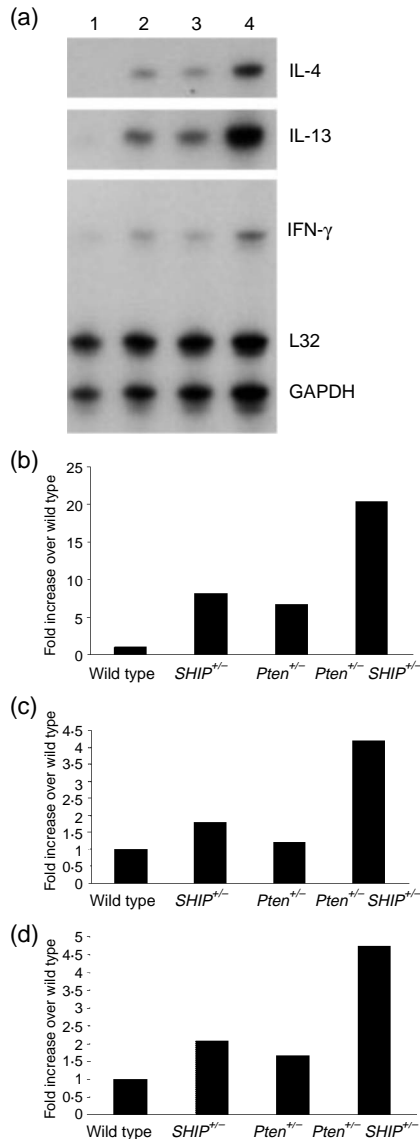 (a)
1 2 3 4
IL-4
IL-13
IFN-γ
L32
GAPDH
(b)
Fold increase over wild type
25
20
15
10
5
0
Wild type SHIP+/– Pten+/– Pten+/– SHIP+/–
(c)
Fold increase over wild type
4·5
4
3·5
3
2·5
2
1·5
1
0·5
0
Wild type SHIP+/– Pten+/– Pten+/– SHIP+/–
(d)
Fold increase over wild type
5
4·5
4
3·5
3
2·5
2
1·5
1
0·5
0
Wild type SHIP+/– Pten+/– Pten+/– SHIP+/–